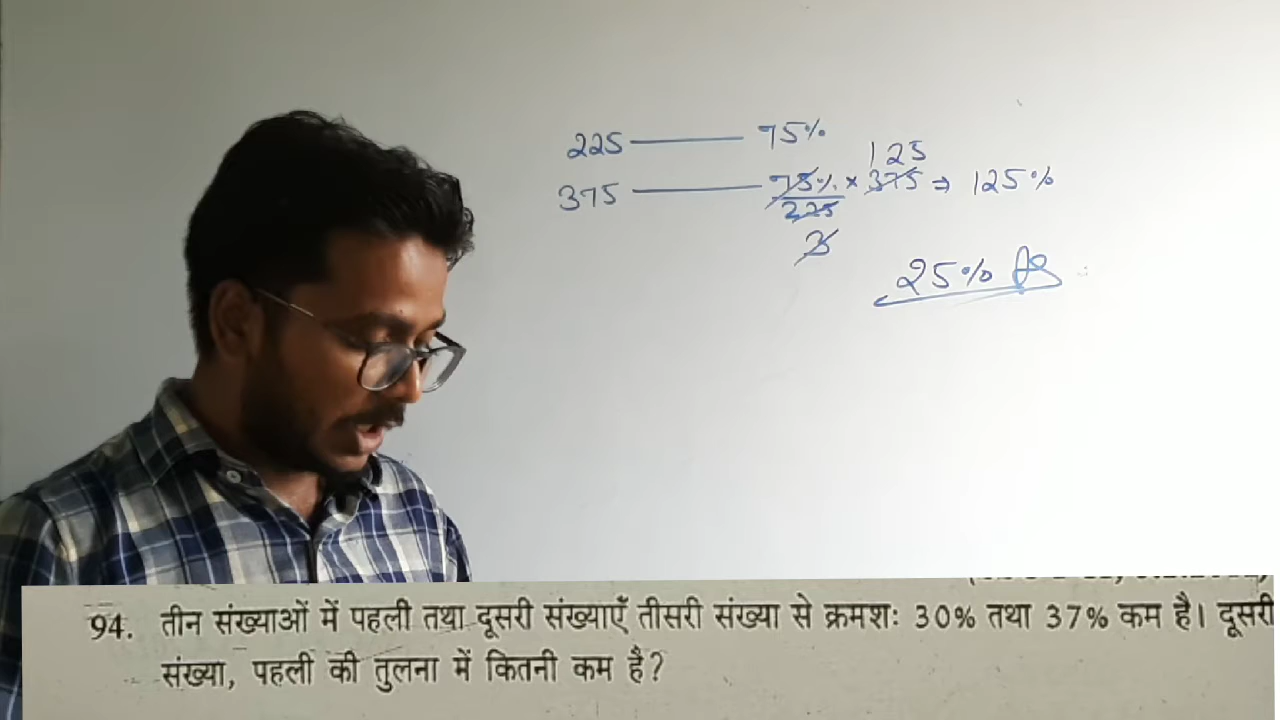 225 — 75%
125
375 — 75%/225 × 375 ⇒ 125%
3
25%
94. तीन संख्याओं में पहली तथा दूसरी संख्याएँ तीसरी संख्या से क्रमशः 30% तथा 37% कम है। दूसरी
संख्या, पहली की तुलना में कितनी कम है?